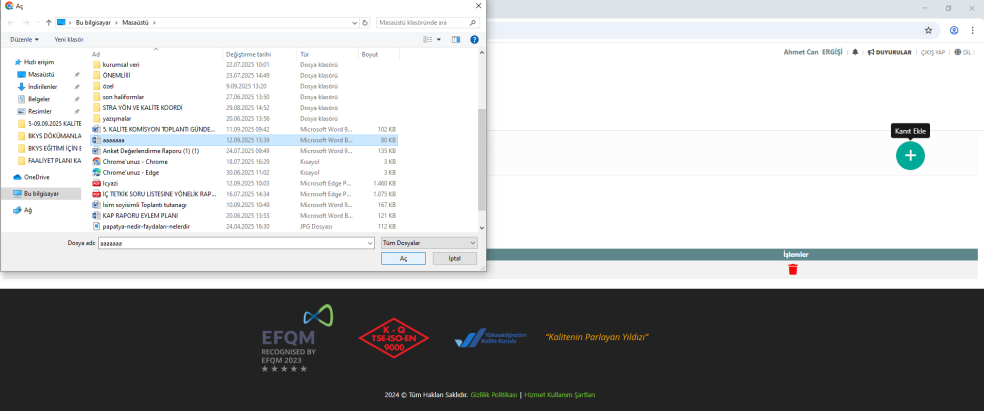 Aç
Bu bilgisayar > Masaüstü
Masaüstü klasöründe ara
Düzenle
Yeni klasör
Hızlı erişim
Masaüstü
İndirilenler
Belgeler
Resimler
5-09.09.2025 KALİTE
BKYS DÖKÜMANLA
BKYS EĞİTİMİ İÇİN E
FAALİYET PLANI KA
OneDrive
Bu bilgisayar
Ağ
Ad Değiştirme tarihi Tür Boyut
kurumsal veri 22.07.2025 10:01 Dosya klasörü
ÖNEMLİİİ 23.07.2025 14:49 Dosya klasörü
özel 9.09.2025 13:20 Dosya klasörü
son haliformlar 27.06.2025 13:50 Dosya klasörü
STRA YÖN VE KALİTE KOORDİ 29.08.2025 14:52 Dosya klasörü
yazışmalar 20.06.2025 13:56 Dosya klasörü
5. KALİTE KOMİSYON TOPLANTI GÜNDE... 11.09.2025 09:42 Microsoft Word 9... 102 KB
aaaaaaa 12.09.2025 13:39 Microsoft Word B... 80 KB
Anket Değerlendirme Raporu (1) (1) 24.07.2025 09:49 Microsoft Word 9... 135 KB
Chrome'unuz - Chrome 18.07.2025 16:29 Kısayol 3 KB
Chrome'unuz - Edge 30.06.2025 11:02 Kısayol 3 KB
Icyazi 12.09.2025 10:03 Microsoft Edge P... 1.460 KB
İÇ TETKİK SORU LİSTESİNE YÖNELİK RAP... 16.07.2025 14:34 Microsoft Edge P... 1.075 KB
İsim soyisimli Toplantı tutanagı 10.09.2025 10:49 Microsoft Word 9... 167 KB
KAP RAPORU EYLEM PLANI 20.06.2025 13:53 Microsoft Word B... 121 KB
papatya-nedir-faydalari-nelerdir 24.04.2025 16:30 JPG Dosyası 112 KB
Dosya adı: aaaaaaa
Tüm Dosyalar
Aç
İptal
Ahmet Can ERGİŞİ
DUYURULAR
ÇIKIŞ YAP
DİL
Kanıt Ekle
İşlemler
EFQM
RECOGNISED BY
EFQM 2023
K - Q
TSE-ISO-EN
9000
Yükseköğretim
Kalite Kurulu
"Kalitenin Parlayan Yıldızı"
2024 © Tüm Hakları Saklıdır. Gizlilik Politikası | Hizmet Kullanım Şartları